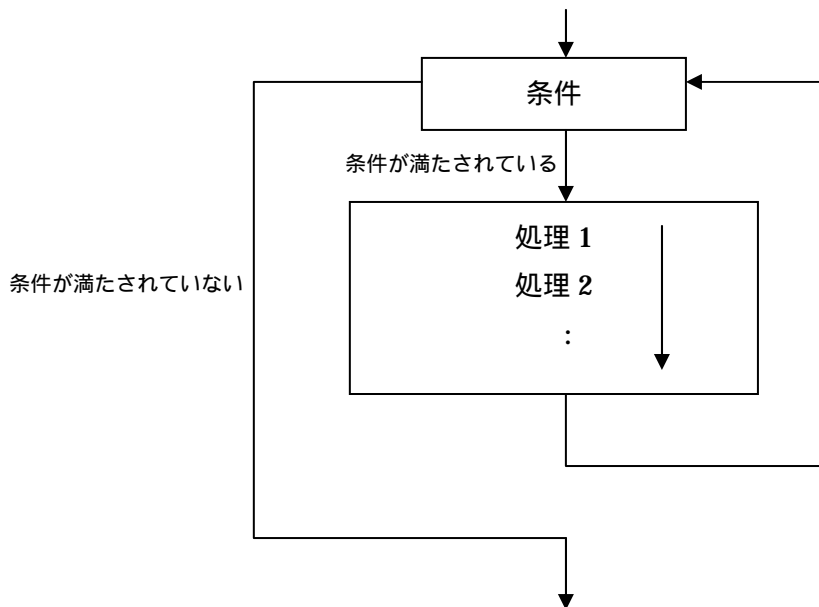 条件
条件が満たされている
処理 1
処理 2
:
条件が満たされていない